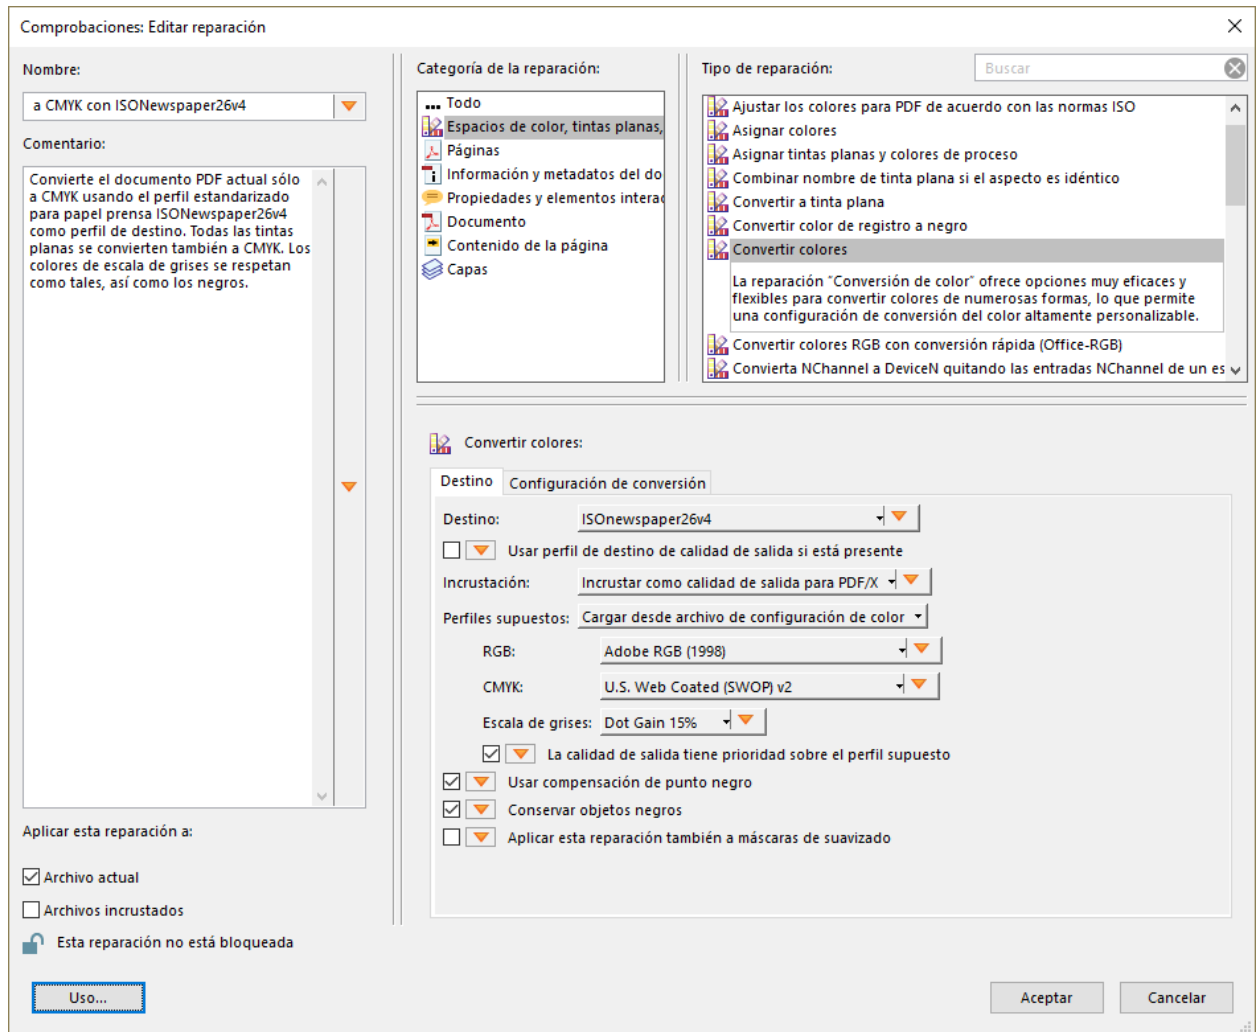 Comprobaciones: Editar reparación
Nombre:
a CMYK con ISONewspaper26v4
Comentario:
Convierte el documento PDF actual sólo
a CMYK usando el perfil estandarizado
para papel prensa ISONewspaper26v4
como perfil de destino. Todas las tintas
planas se convierten también a CMYK. Los
colores de escala de grises se respetan
como tales, así como los negros.
Aplicar esta reparación a:
Archivo actual
Archivos incrustados
Esta reparación no está bloqueada
Uso...
Categoría de la reparación:
Todo
Espacios de color, tintas planas,
Páginas
Información y metadatos del do
Propiedades y elementos interac
Documento
Contenido de la página
Capas
Tipo de reparación:
Buscar
Ajustar los colores para PDF de acuerdo con las normas ISO
Asignar colores
Asignar tintas planas y colores de proceso
Combinar nombre de tinta plana si el aspecto es idéntico
Convertir a tinta plana
Convertir color de registro a negro
Convertir colores
La reparación "Conversión de color" ofrece opciones muy eficaces y
flexibles para convertir colores de numerosas formas, lo que permite
una configuración de conversión del color altamente personalizable.
Convertir colores RGB con conversión rápida (Office-RGB)
Convierta NChannel a DeviceN quitando las entradas NChannel de un es
Convertir colores:
Destino Configuración de conversión
Destino: ISOnewspaper26v4
Usar perfil de destino de calidad de salida si está presente
Incrustación: Incrustar como calidad de salida para PDF/X
Perfiles supuestos: Cargar desde archivo de configuración de color
RGB: Adobe RGB (1998)
CMYK: U.S. Web Coated (SWOP) v2
Escala de grises: Dot Gain 15%
La calidad de salida tiene prioridad sobre el perfil supuesto
Usar compensación de punto negro
Conservar objetos negros
Aplicar esta reparación también a máscaras de suavizado
Aceptar Cancelar